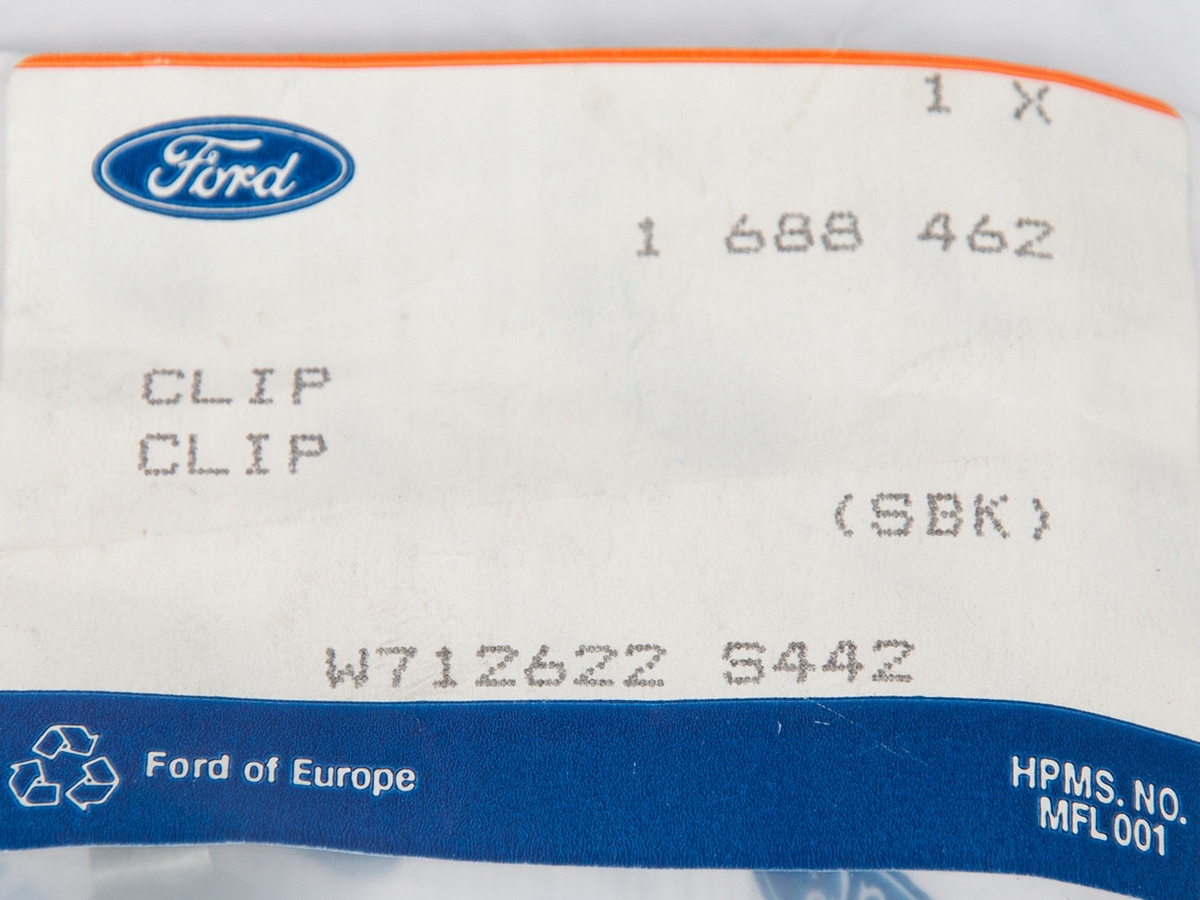 1 X
Ford
1 688 462
CLIP
CLIP
(SBK)
W712622 S442
Ford of Europe
HPMS. NO.
MFL 001